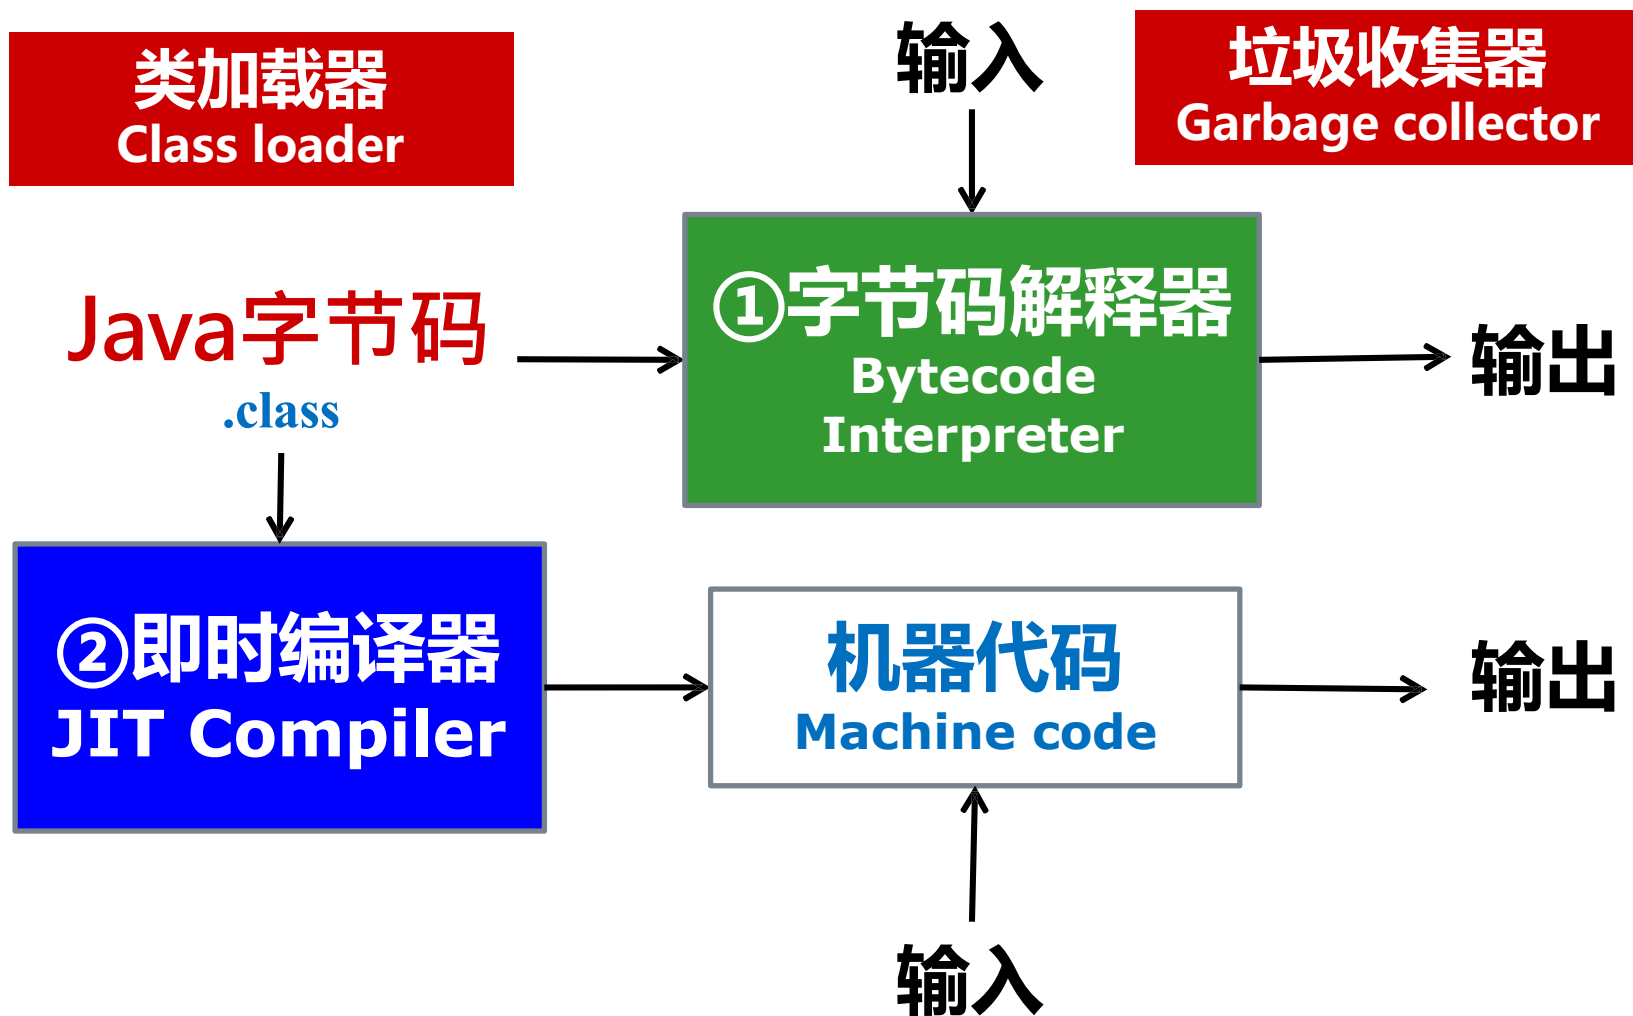 类加载器
Class loader
输入
垃圾收集器
Garbage collector
Java字节码
.class
①字节码解释器
Bytecode
Interpreter
输出
②即时编译器
JIT Compiler
机器代码
Machine code
输出
输入